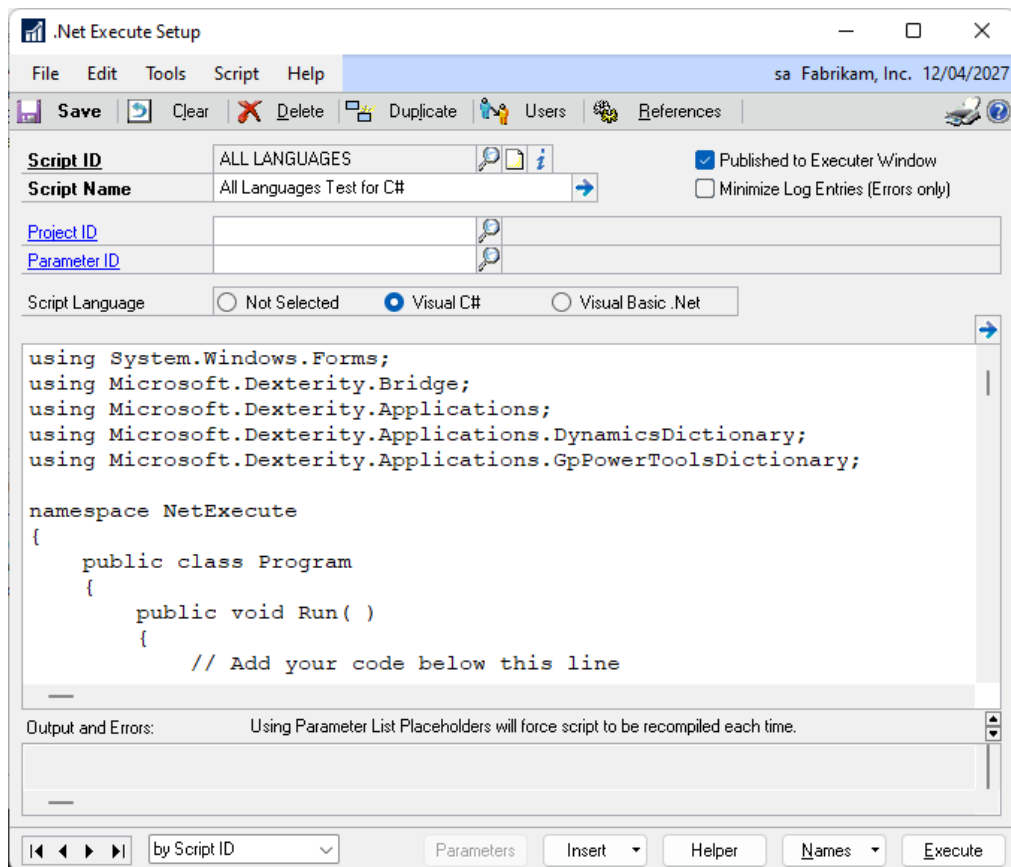 .Net Execute Setup
File Edit Tools Script Help sa Fabrikam, Inc. 12/04/2027
Save Clear Delete Duplicate Users References
Script ID ALL LANGUAGES Published to Executer Window
Script Name All Languages Test for C# Minimize Log Entries (Errors only)
Project ID
Parameter ID
Script Language Not Selected Visual C# Visual Basic .Net
using System.Windows.Forms;
using Microsoft.Dexterity.Bridge;
using Microsoft.Dexterity.Applications;
using Microsoft.Dexterity.Applications.DynamicsDictionary;
using Microsoft.Dexterity.Applications.GpPowerToolsDictionary;
namespace NetExecute
{
public class Program
{
public void Run( )
{
// Add your code below this line
Output and Errors: Using Parameter List Placeholders will force script to be recompiled each time.
by Script ID Parameters Insert Helper Names Execute